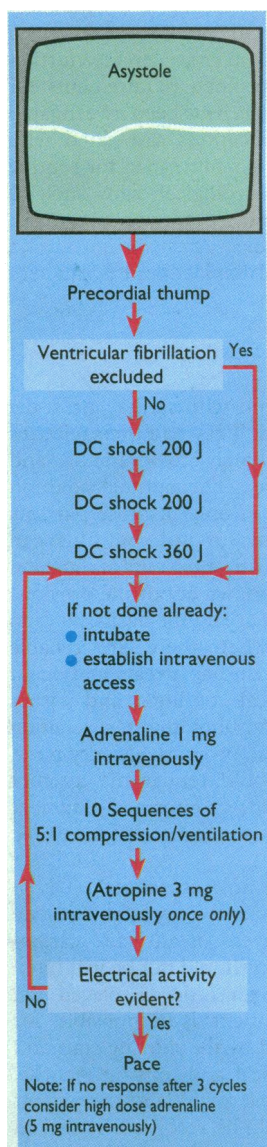 Asystole
Precordial thump
Ventricular fibrillation
excluded
Yes
No
DC shock 200 J
DC shock 200 J
DC shock 360 J
If not done already:
● intubate
● establish intravenous
access
Adrenaline 1 mg
intravenously
10 Sequences of
5:1 compression/ventilation
(Atropine 3 mg
intravenously once only)
Electrical activity
evident?
No
Yes
Pace
Note: If no response after 3 cycles
consider high dose adrenaline
(5 mg intravenously)